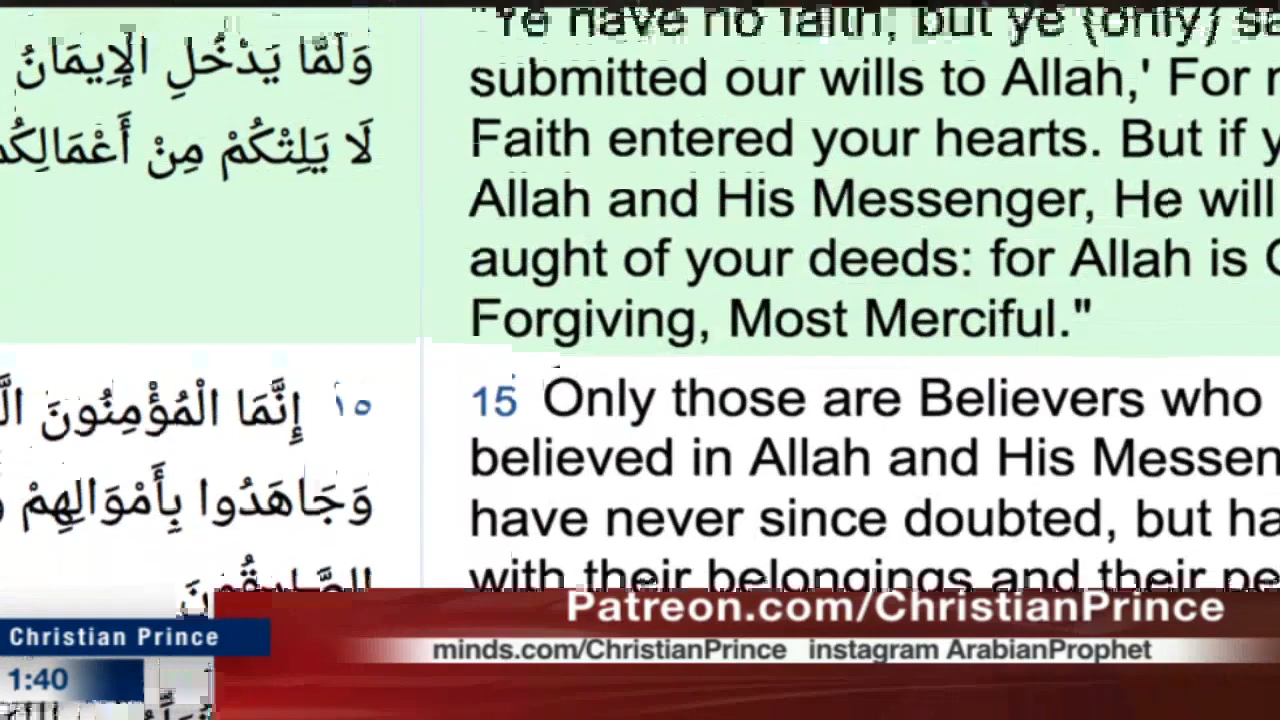 "Ye have no faith; but ye (only) sa
submitted our wills to Allah,' For n
Faith entered your hearts. But if y
Allah and His Messenger, He will
aught of your deeds: for Allah is
Forgiving, Most Merciful."
وَلَمَّا يَدْخُلِ الْإِيمَانُ
لَا يَلِتْكُمْ مِنْ أَعْمَالِكُم
15 Only those are Believers who
believed in Allah and His Messen
have never since doubted, but ha
with their belongings and their pe
١٥ إِنَّمَا الْمُؤْمِنُونَ الَّ
وَجَاهَدُوا بِأَمْوَالِهِمْ وَ
الصَّادِقُونَ
Patreon.com/ChristianPrince
Christian Prince
minds.com/ChristianPrince instagram ArabianProphet
1:40